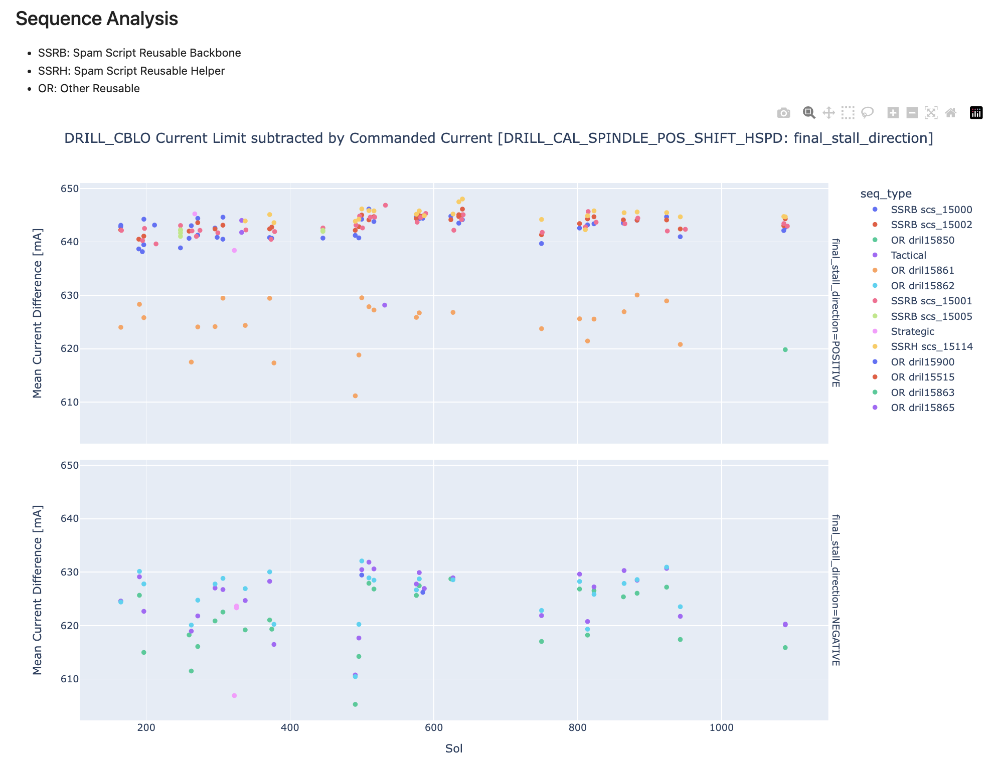 Sequence Analysis
• SSRB: Spam Script Reusable Backbone
• SSRH: Spam Script Reusable Helper
• OR: Other Reusable
DRILL_CBLO Current Limit subtracted by Commanded Current [DRILL_CAL_SPINDLE_POS_SHIFT_HSPD: final_stall_direction]
650
640
630
620
610
Mean Current Difference [mA]
final_stall_direction=POSITIVE
seq_type
SSRB scs_15000
SSRB scs_15002
OR dril15850
Tactical
OR dril15861
OR dril15862
SSRB scs_15001
SSRB scs_15005
Strategic
SSRH scs_15114
OR dril15900
OR dril15515
OR dril15863
OR dril15865
650
640
630
620
610
Mean Current Difference [mA]
final_stall_direction=NEGATIVE
200 400 600 800 1000
Sol